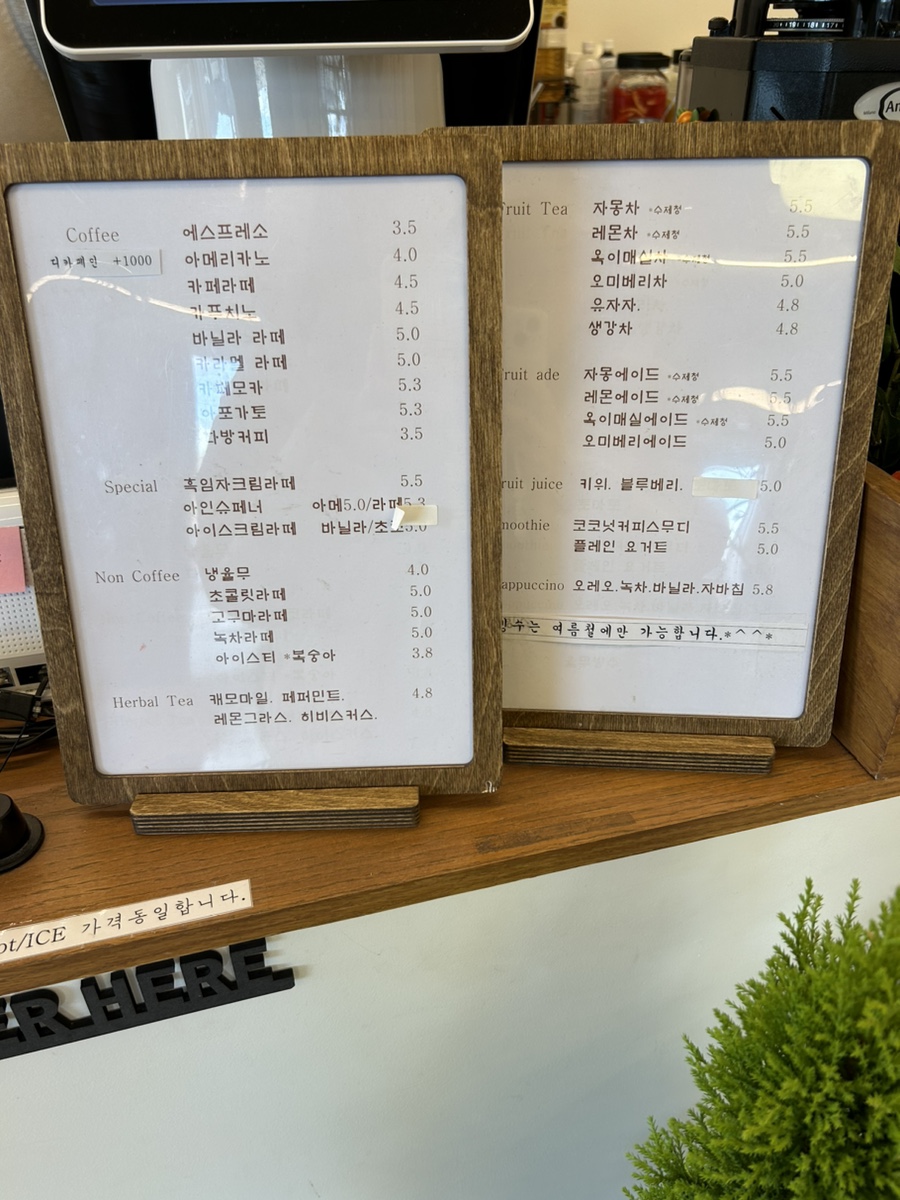 Coffee 에스프레소 3.5
디카페인 +1000 아메리카노 4.0
카페라떼 4.5
카푸치노 4.5
바닐라 라떼 5.0
카라멜 라떼 5.0
카페모카 5.3
아포가토 5.3
다방커피 3.5
Special 흑임자크림라떼 5.5
아인슈페너 아메5.0/라떼5.3
아이스크림라떼 바닐라/초코5.0
Non Coffee 냉율무 4.0
초콜릿라떼 5.0
고구마라떼 5.0
녹차라떼 5.0
아이스티 *복숭아 3.8
Herbal Tea 캐모마일. 페퍼민트. 4.8
레몬그라스. 히비스커스.
Fruit Tea 자몽차 *수제청 5.5
레몬차 *수제청 5.5
옥이매실차 5.5
오미베리차 5.0
유자차. 4.8
생강차 4.8
fruit ade 자몽에이드 *수제청 5.5
레몬에이드 *수제청 5.5
옥이매실에이드 *수제청 5.5
오미베리에이드 5.0
fruit juice 키위. 블루베리. 5.0
smoothie 코코넛커피스무디 5.5
플레인 요거트 5.0
cappuccino 오레오.녹차.바닐라.자바칩 5.8
빙수는 여름철에만 가능합니다.*^^*
ot/ICE 가격동일합니다.
ER HERE